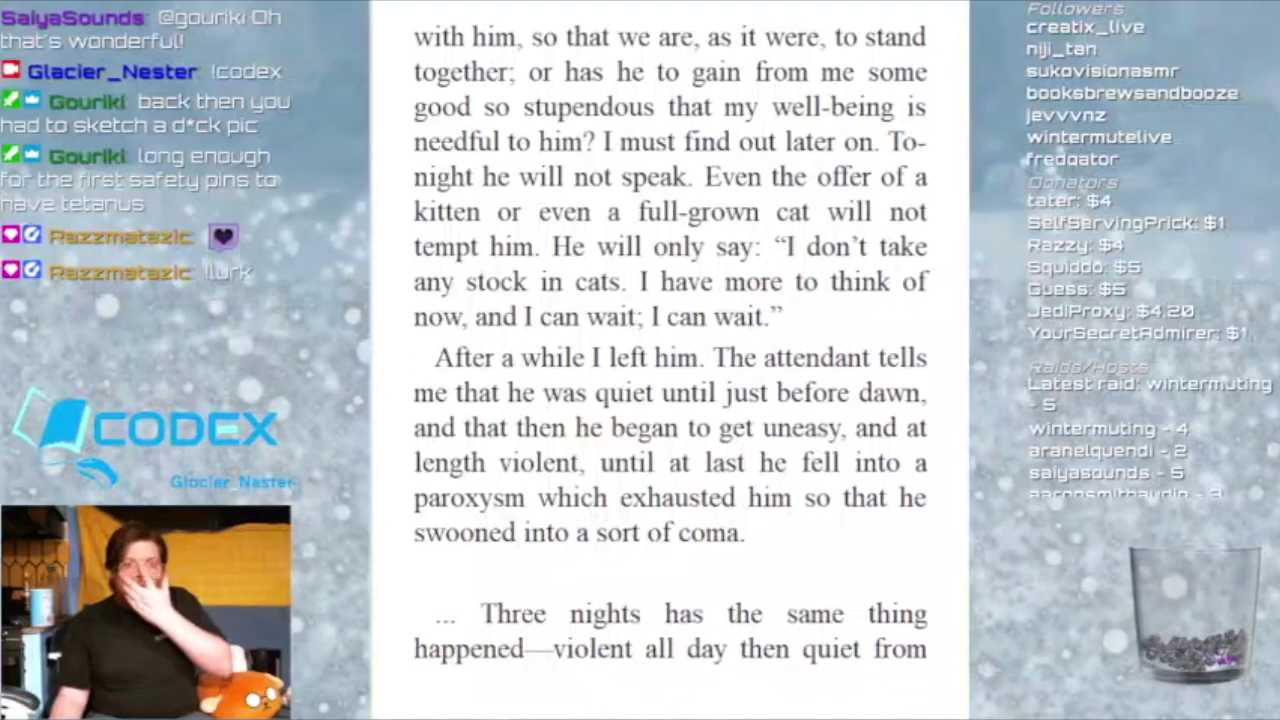 SaiyaSounds: @gouriki Oh
that's wonderful!
Glacier_Nester: !codex
Gouriki: back then you
had to sketch a d*ck pic
Gouriki: long enough
for the first safety pins to
have tetanus
Razzmatazic:
Razzmatazic: !lurk
CODEX
Glacier_Nester
with him, so that we are, as it were, to stand
together; or has he to gain from me some
good so stupendous that my well-being is
needful to him? I must find out later on. To-
night he will not speak. Even the offer of a
kitten or even a full-grown cat will not
tempt him. He will only say: “I don’t take
any stock in cats. I have more to think of
now, and I can wait; I can wait.”
After a while I left him. The attendant tells
me that he was quiet until just before dawn,
and that then he began to get uneasy, and at
length violent, until at last he fell into a
paroxysm which exhausted him so that he
swooned into a sort of coma.
... Three nights has the same thing
happened—violent all day then quiet from
Followers
creatix_live
niji_tan
sukovisionasmr
booksbrewsandbooze
jevvvnz
wintermutelive
fredgator
Donators
tater: $4
SelfServingPrick: $1
Razzy: $4
Squiddo: $5
Guess: $5
JediProxy: $4.20
YourSecretAdmirer: $1
Raids/Hosts
Latest raid: wintermuting
- 5
wintermuting - 4
aranelquendi - 2
saiyasounds - 5
aaronsmithaudio - 3